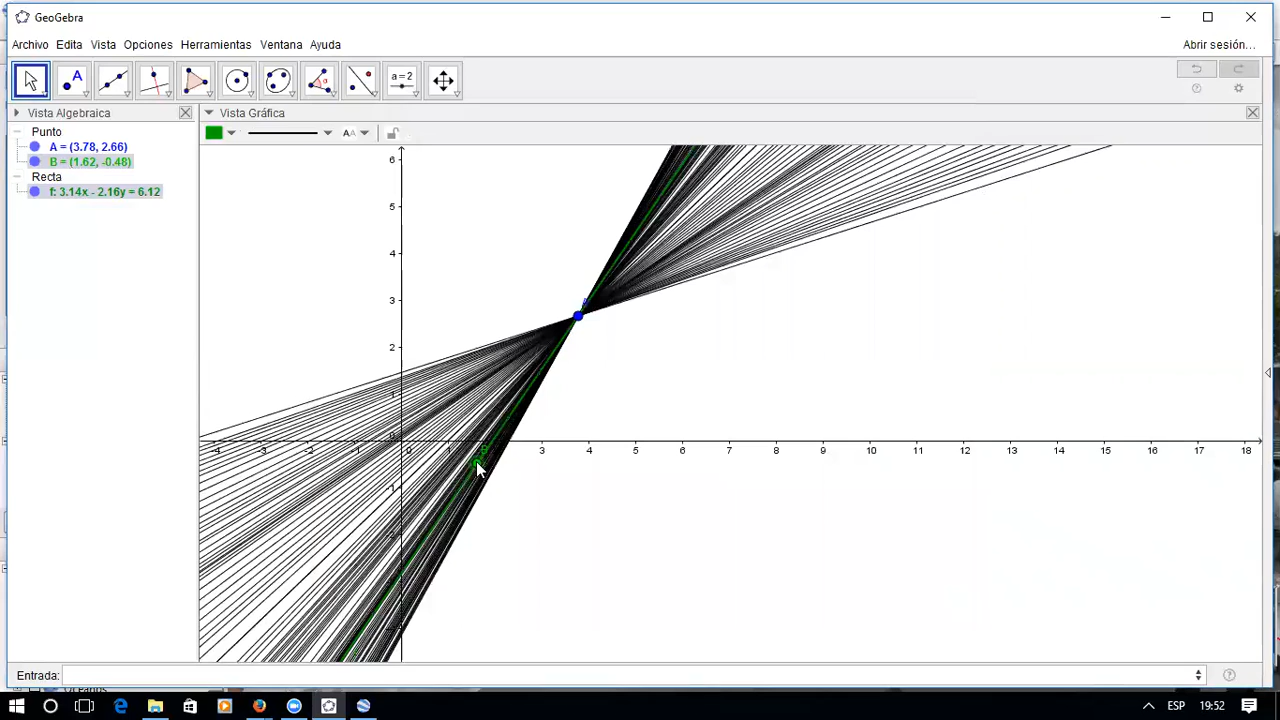 GeoGebra
Archivo Edita Vista Opciones Herramientas Ventana Ayuda
Abrir sesión...
A
α
a=2
Vista Algebraica
Vista Gráfica
AA
Punto
A = (3.78, 2.66)
B = (1.62, -0.48)
Recta
f: 3.14x - 2.16y = 6.12
6
5
4
3
2
1
0
-4 -3 -2 0 3 4 5 6 7 8 9 10 11 12 13 14 15 16 17 18
Entrada:
Océanos
ESP 19:52